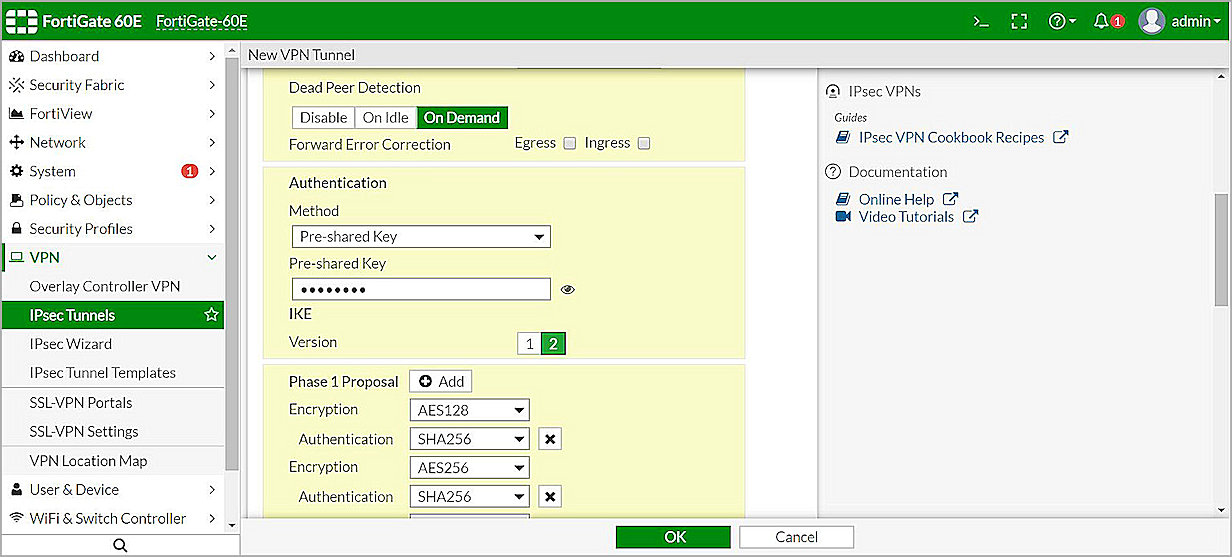 FortiGate 60E FortiGate-60E
>_ 1 admin
Dashboard
Security Fabric
FortiView
Network
System 1
Policy & Objects
Security Profiles
VPN
Overlay Controller VPN
IPsec Tunnels
IPsec Wizard
IPsec Tunnel Templates
SSL-VPN Portals
SSL-VPN Settings
VPN Location Map
User & Device
WiFi & Switch Controller
New VPN Tunnel
Dead Peer Detection
Disable On Idle On Demand
Forward Error Correction Egress Ingress
Authentication
Method
Pre-shared Key
Pre-shared Key
••••••••
IKE
Version 1 2
Phase 1 Proposal Add
Encryption AES128
Authentication SHA256
Encryption AES256
Authentication SHA256
OK Cancel
IPsec VPNs
Guides
IPsec VPN Cookbook Recipes
Documentation
Online Help
Video Tutorials